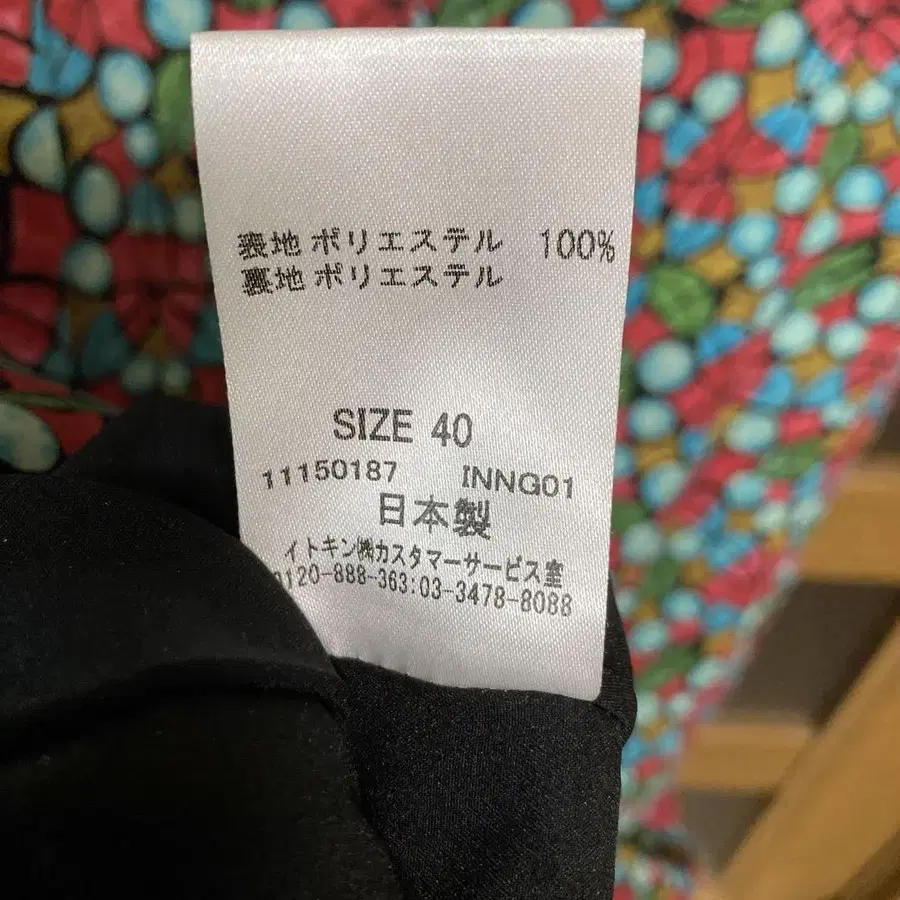 表地 ポリエステル 100%
裏地 ポリエステル
SIZE 40
11150187 INNG01
日本製
イトキン㈱カスタマーサービス室
0120-888-363:03-3478-8088